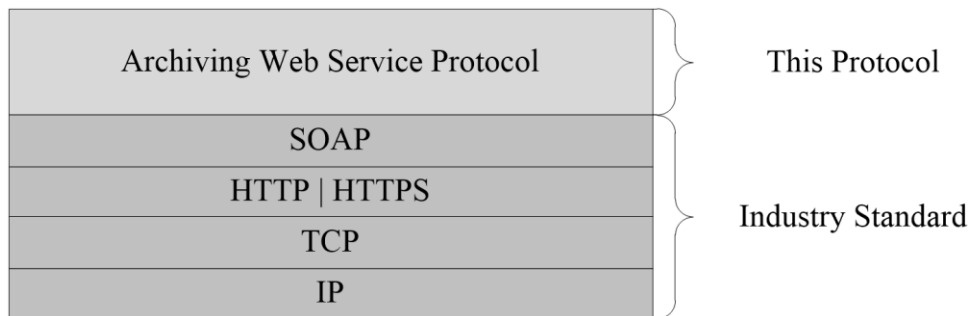 Archiving Web Service Protocol
This Protocol
SOAP
HTTP | HTTPS
TCP
IP
Industry Standard